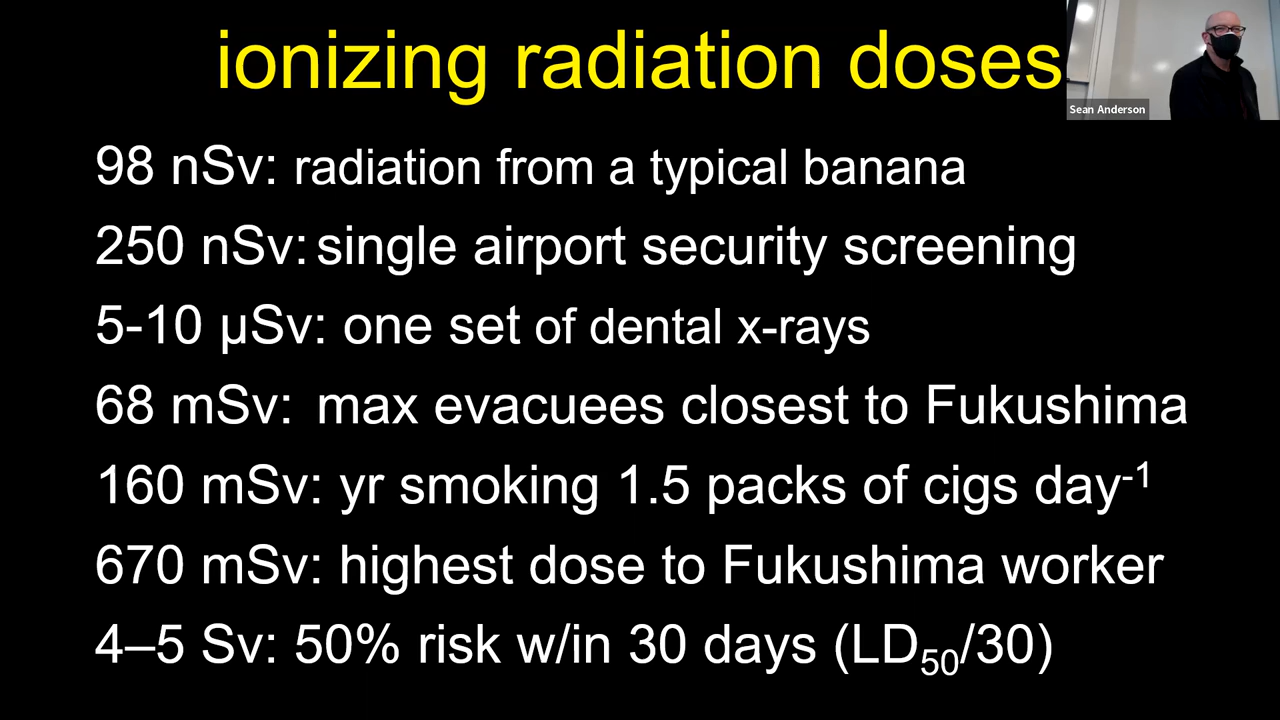 ionizing radiation doses
Sean Anderson
98 nSv: radiation from a typical banana
250 nSv: single airport security screening
5-10 µSv: one set of dental x-rays
68 mSv: max evacuees closest to Fukushima
160 mSv: yr smoking 1.5 packs of cigs day⁻¹
670 mSv: highest dose to Fukushima worker
4–5 Sv: 50% risk w/in 30 days (LD₅₀/30)